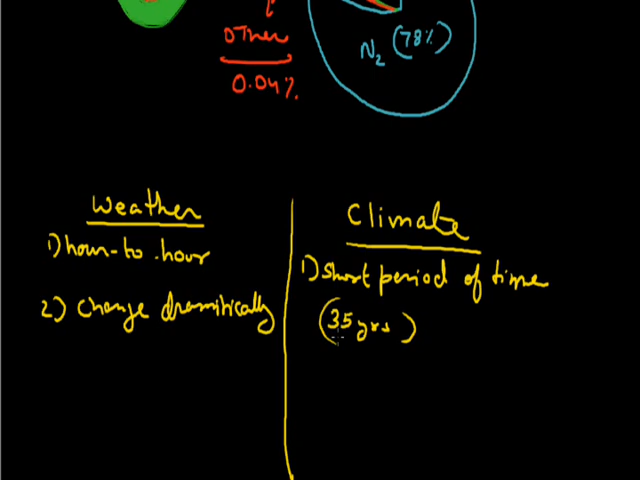 Other
0.04%
N2 (78%)
Weather
1) hour-to-hour
2) Change dramitically
Climate
1) Short period of time
(35 yrs)